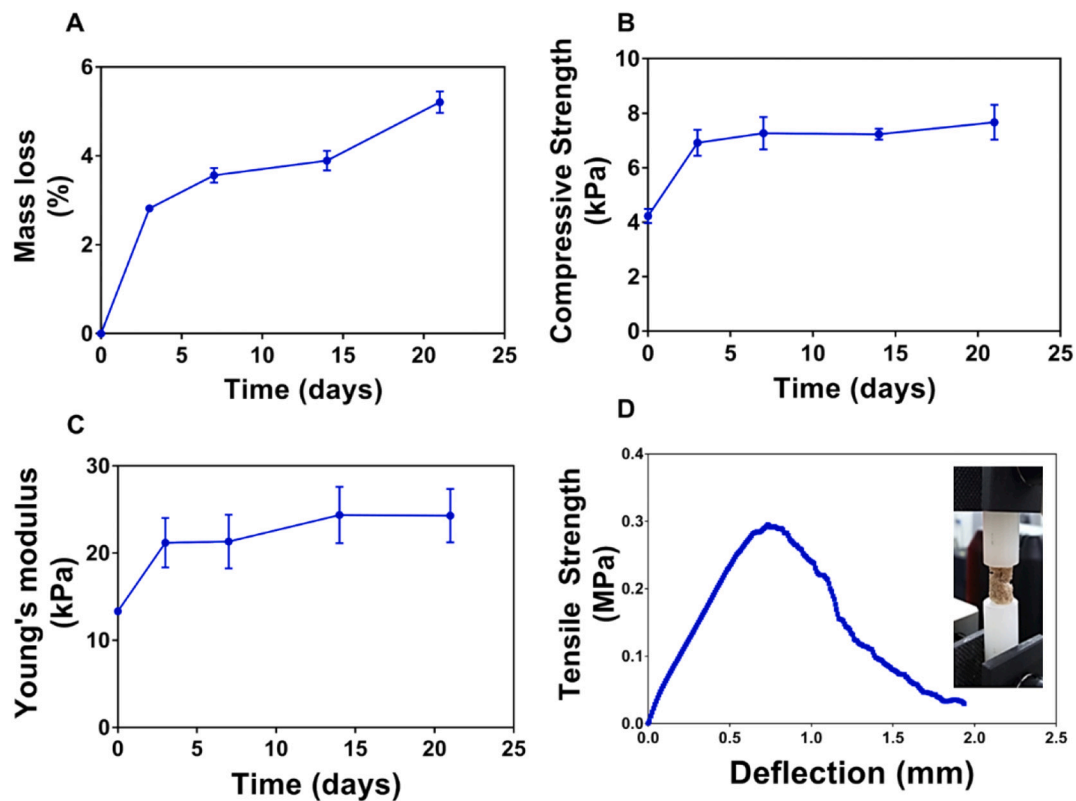 A
6
4
2
0
Mass loss
(%)
0 5 10 15 20 25
Time (days)
B
10
8
6
4
2
0
Compressive Strength
(kPa)
0 5 10 15 20 25
Time (days)
C
30
20
10
0
Young's modulus
(kPa)
0 5 10 15 20 25
Time (days)
D
0.4
0.3
0.2
0.1
0.0
Tensile Strength
(MPa)
0.0 0.5 1.0 1.5 2.0 2.5
Deflection (mm)